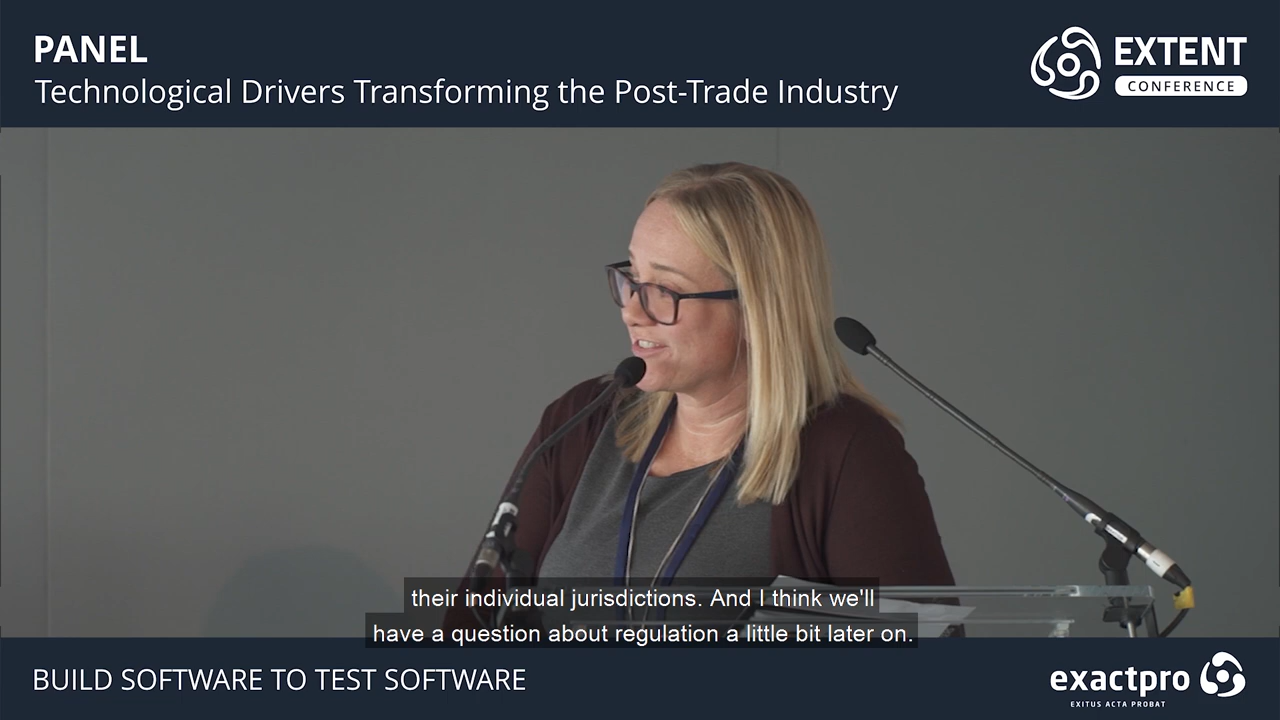 PANEL
Technological Drivers Transforming the Post-Trade Industry
EXTENT
CONFERENCE
their individual jurisdictions. And I think we'll
have a question about regulation a little bit later on.
BUILD SOFTWARE TO TEST SOFTWARE
exactpro
EXITUS ACTA PROBAT